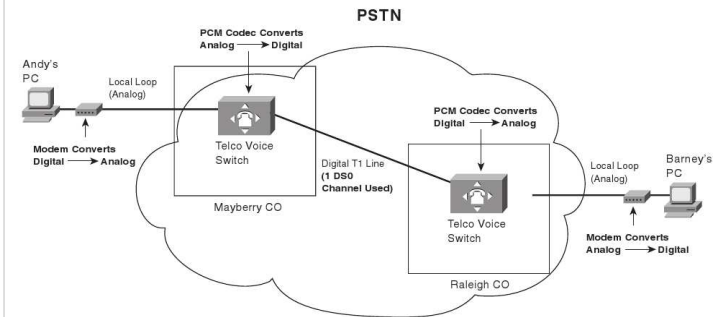 PSTN
PCM Codec Converts
Analog → Digital
Andy's
PC
Local Loop
(Analog)
Modem Converts
Digital → Analog
Telco Voice
Switch
Mayberry CO
Digital T1 Line
(1 DS0
Channel Used)
PCM Codec Converts
Digital → Analog
Telco Voice
Switch
Raleigh CO
Local Loop
(Analog)
Barney's
PC
Modem Converts
Analog → Digital